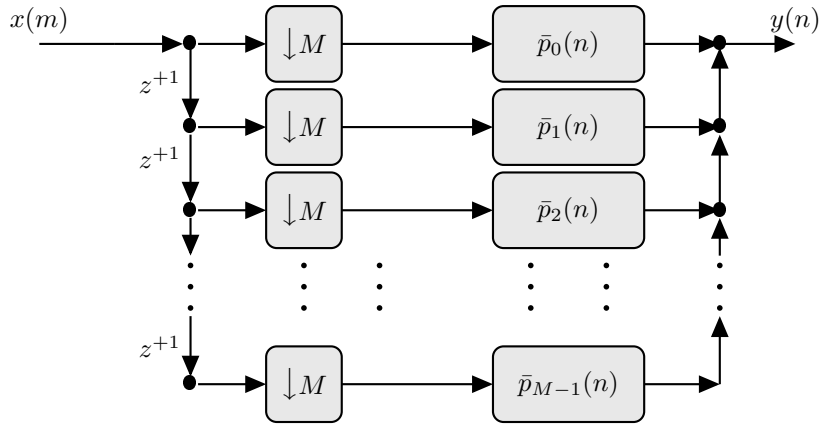 x(m) ↓M p̄₀(n) y(n)
z⁺¹
↓M p̄₁(n)
z⁺¹
↓M p̄₂(n)
z⁺¹
↓M p̄_{M−1}(n)